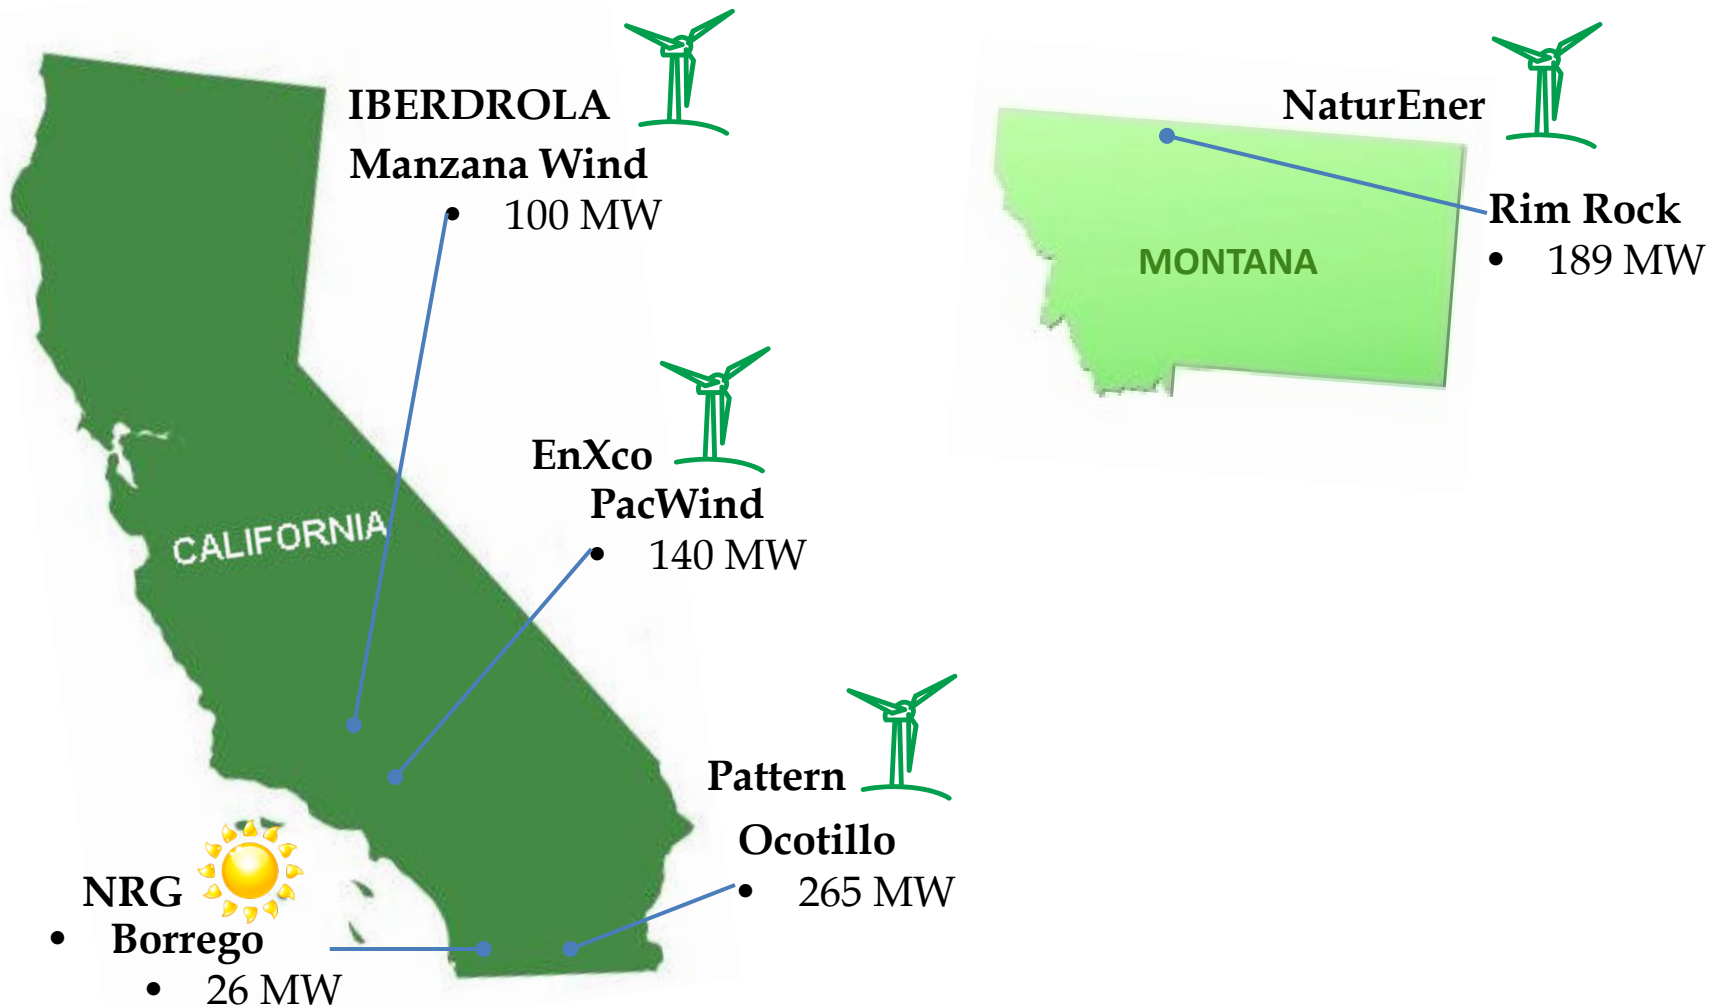 IBERDROLA
Manzana Wind
• 100 MW
CALIFORNIA
EnXco
PacWind
• 140 MW
Pattern
Ocotillo
• 265 MW
NRG
• Borrego
• 26 MW
NaturEner
Rim Rock
• 189 MW
MONTANA